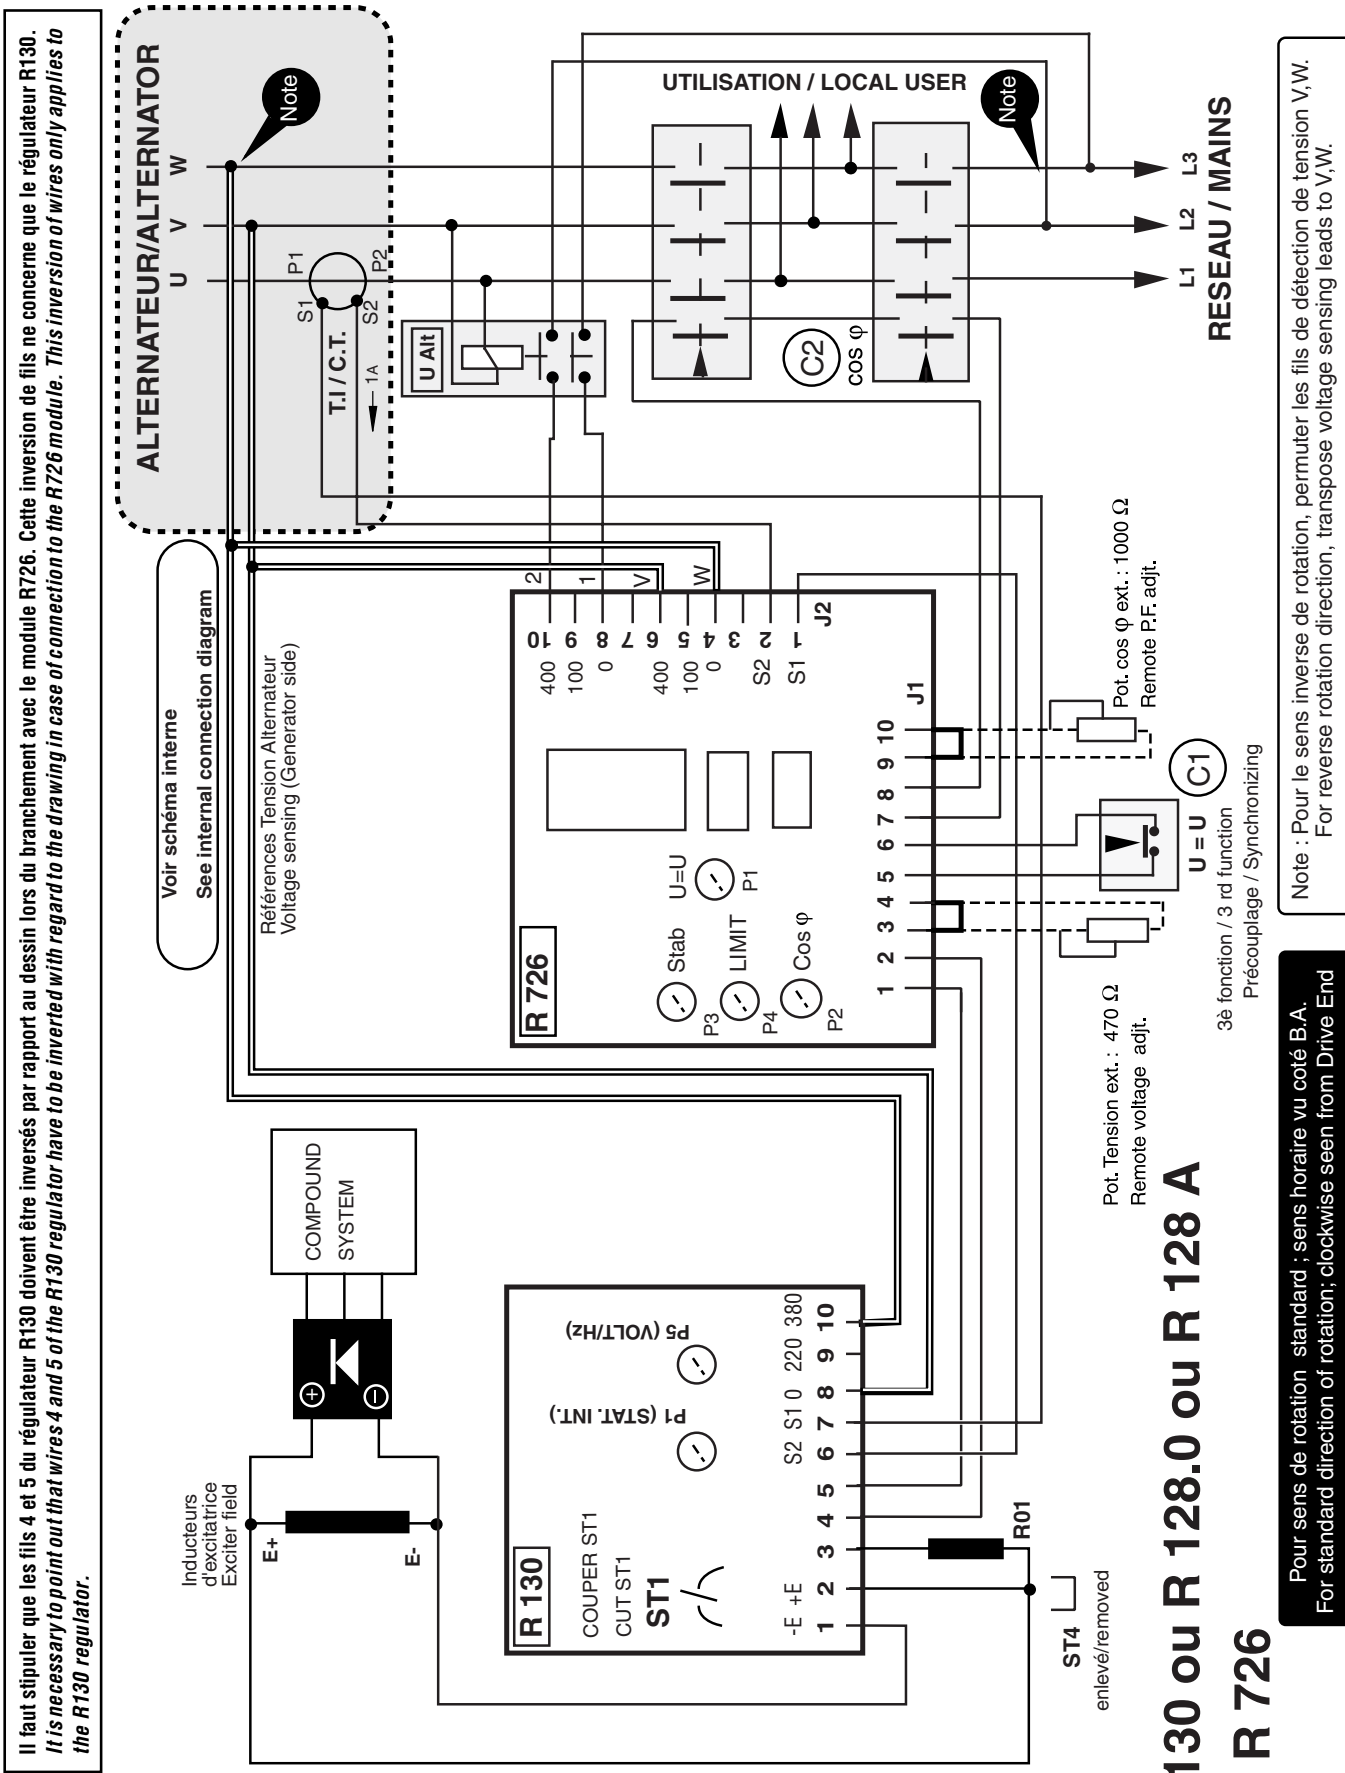 Il faut stipuler que les fils 4 et 5 du régulateur R130 doivent être inversés par rapport au dessin lors du branchement avec le module R726. Cette inversion de fils ne concerne que le régulateur R130.
It is necessary to point out that wires 4 and 5 of the R130 regulator have to be inverted with regard to the drawing in case of connection to the R726 module. This inversion of wires only applies to
the R130 regulator.
ALTERNATEUR/ALTERNATOR
U V W
Note
P1
P2
S1
S2
T.I / C.T.
1A
Voir schéma interne
See internal connection diagram
Références Tension Alternateur
Voltage sensing (Generator side)
U Alt
UTILISATION / LOCAL USER
C2
cos φ
Note
L1 L2 L3
RESEAU / MAINS
COMPOUND
SYSTEM
+
−
Inducteurs
d'excitatrice
Exciter field
E+
E-
R 726
Stab
P3
LIMIT
P4
Cos φ
P2
U=U
P1
2
1
V
W
10
9
8
7
6
5
4
3
2
1
J2
400
100
0
400
100
0
S2
S1
J1
1 2 3 4 5 6 7 8 9 10
R 130
COUPER ST1
CUT ST1
ST1
P1 (STAT. INT.)
P5 (VOLT/Hz)
-E +E
S2 S1 0 220 380
1 2 3 4 5 6 7 8 9 10
R01
ST4
enlevé/removed
Pot. Tension ext. : 470 Ω
Remote voltage adjt.
U = U
C1
3è fonction / 3 rd function
Précouplage / Synchronizing
Pot. cos φ ext. : 1000 Ω
Remote P.F. adjt.
130 ou R 128.0 ou R 128 A
R 726
Pour sens de rotation standard ; sens horaire vu coté B.A.
For standard direction of rotation; clockwise seen from Drive End
Note : Pour le sens inverse de rotation, permuter les fils de détection de tension V,W.
For reverse rotation direction, transpose voltage sensing leads to V,W.